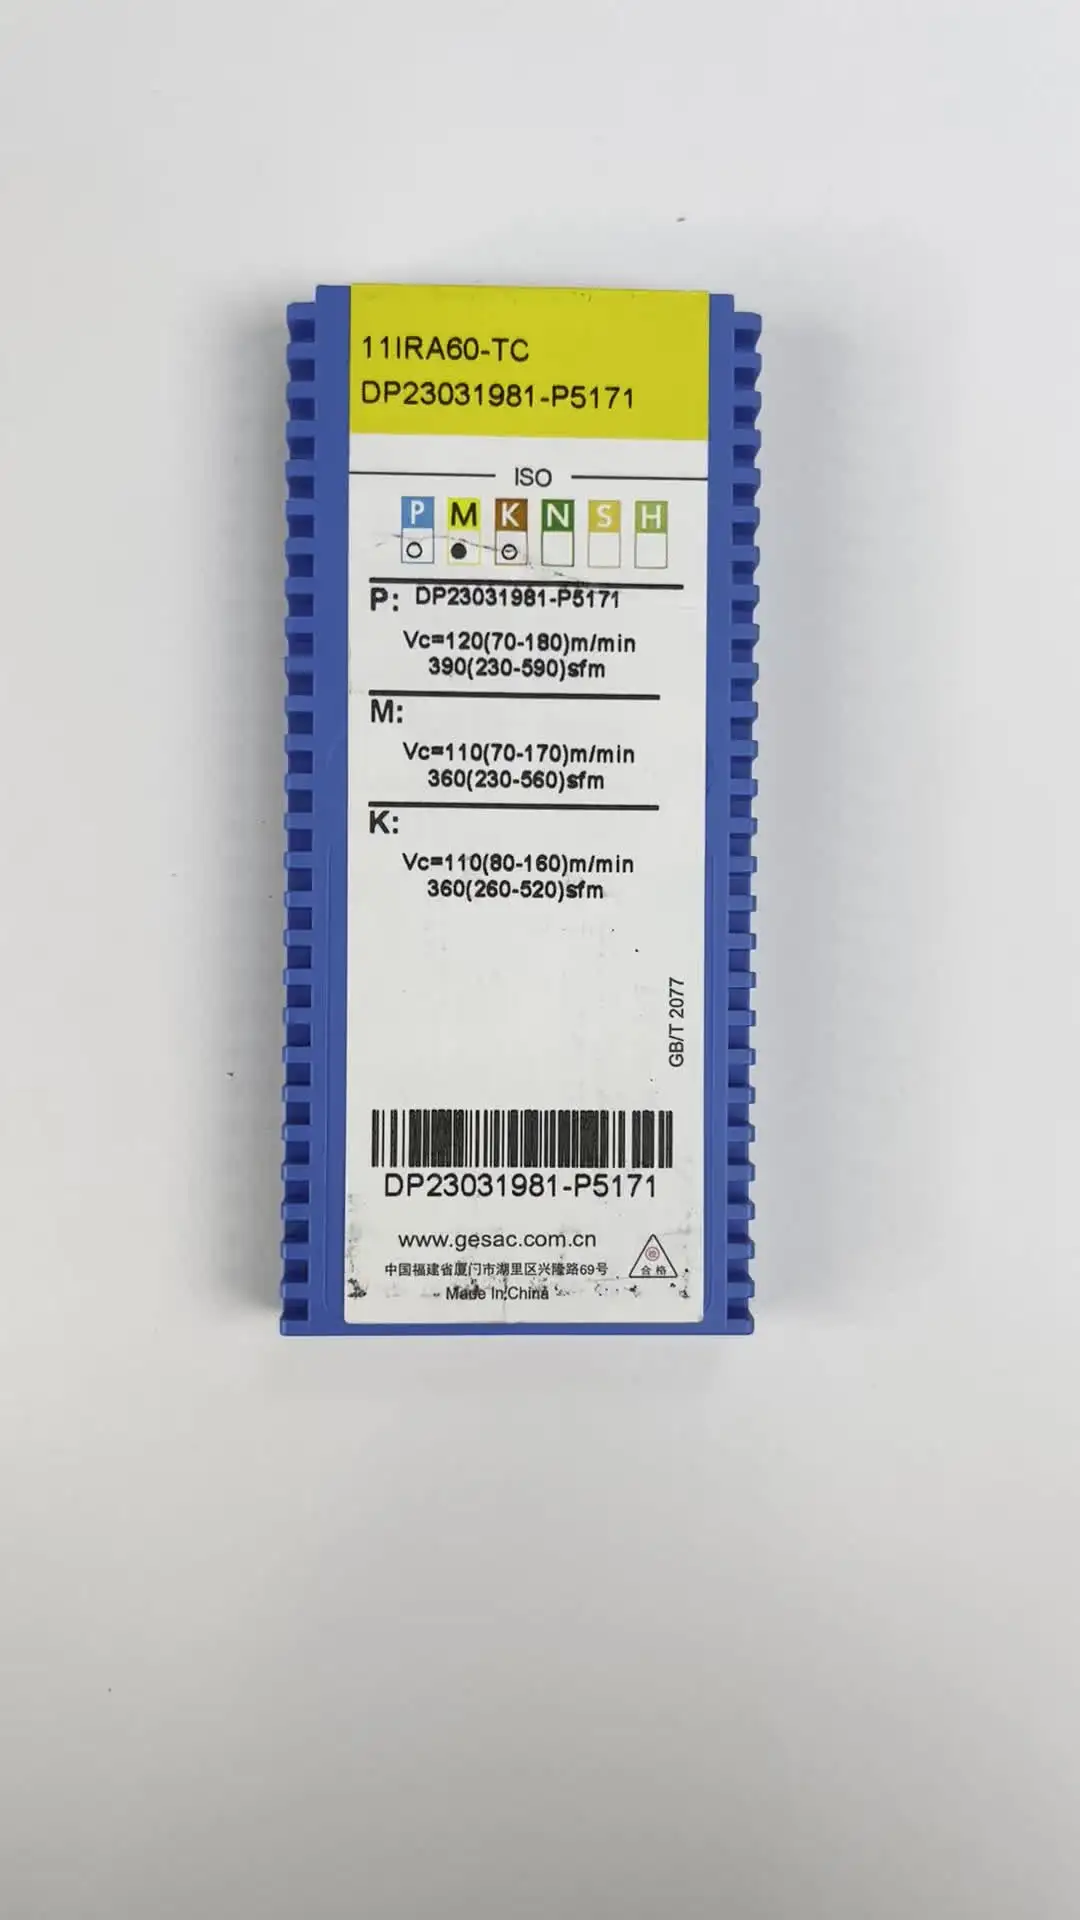 11IRA60-TC
DP23031981-P5171
ISO
P M K N S H
P: DP23031981-P5171
Vc=120(70-180)m/min
390(230-590)sfm
M:
Vc=110(70-170)m/min
360(230-560)sfm
K:
Vc=110(80-160)m/min
360(260-520)sfm
GB/T 2077
DP23031981-P5171
www.gesac.com.cn
中国福建省厦门市湖里区兴隆路69号
合格
Made In China